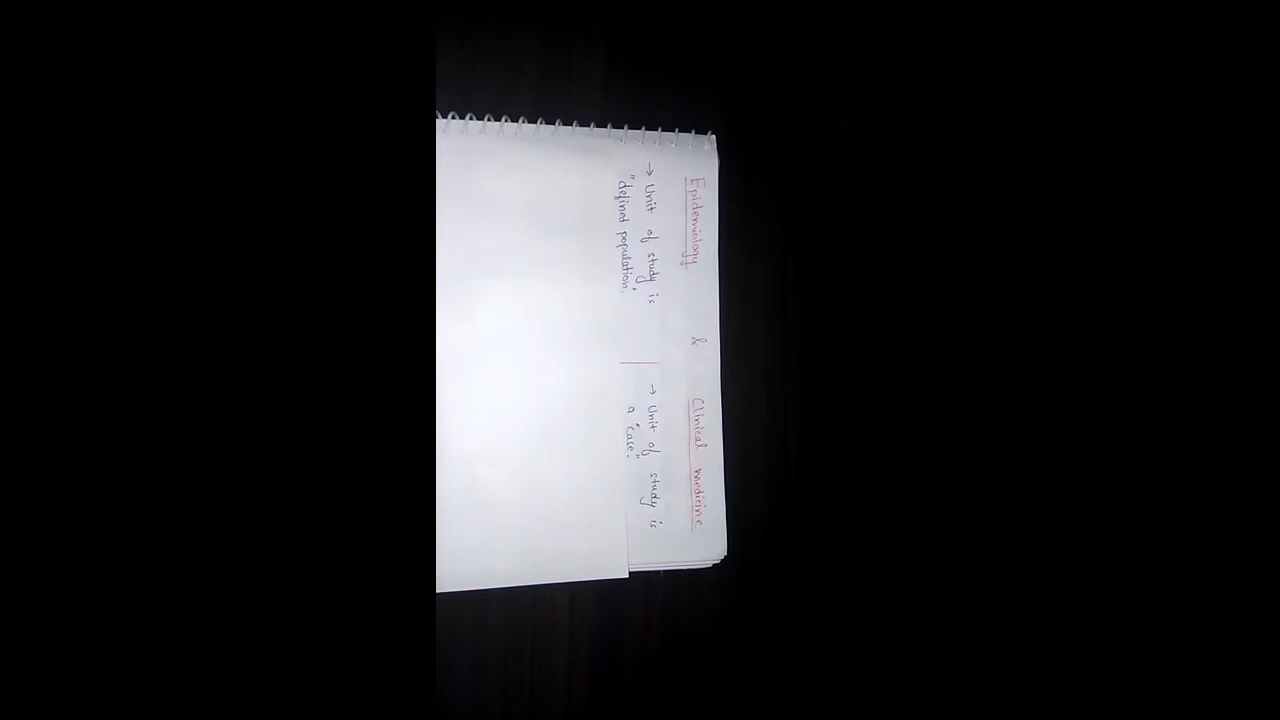 Epidemiology & Clinical medicine
→ Unit of study is
"defined population".
→ Unit of study is
a "case."